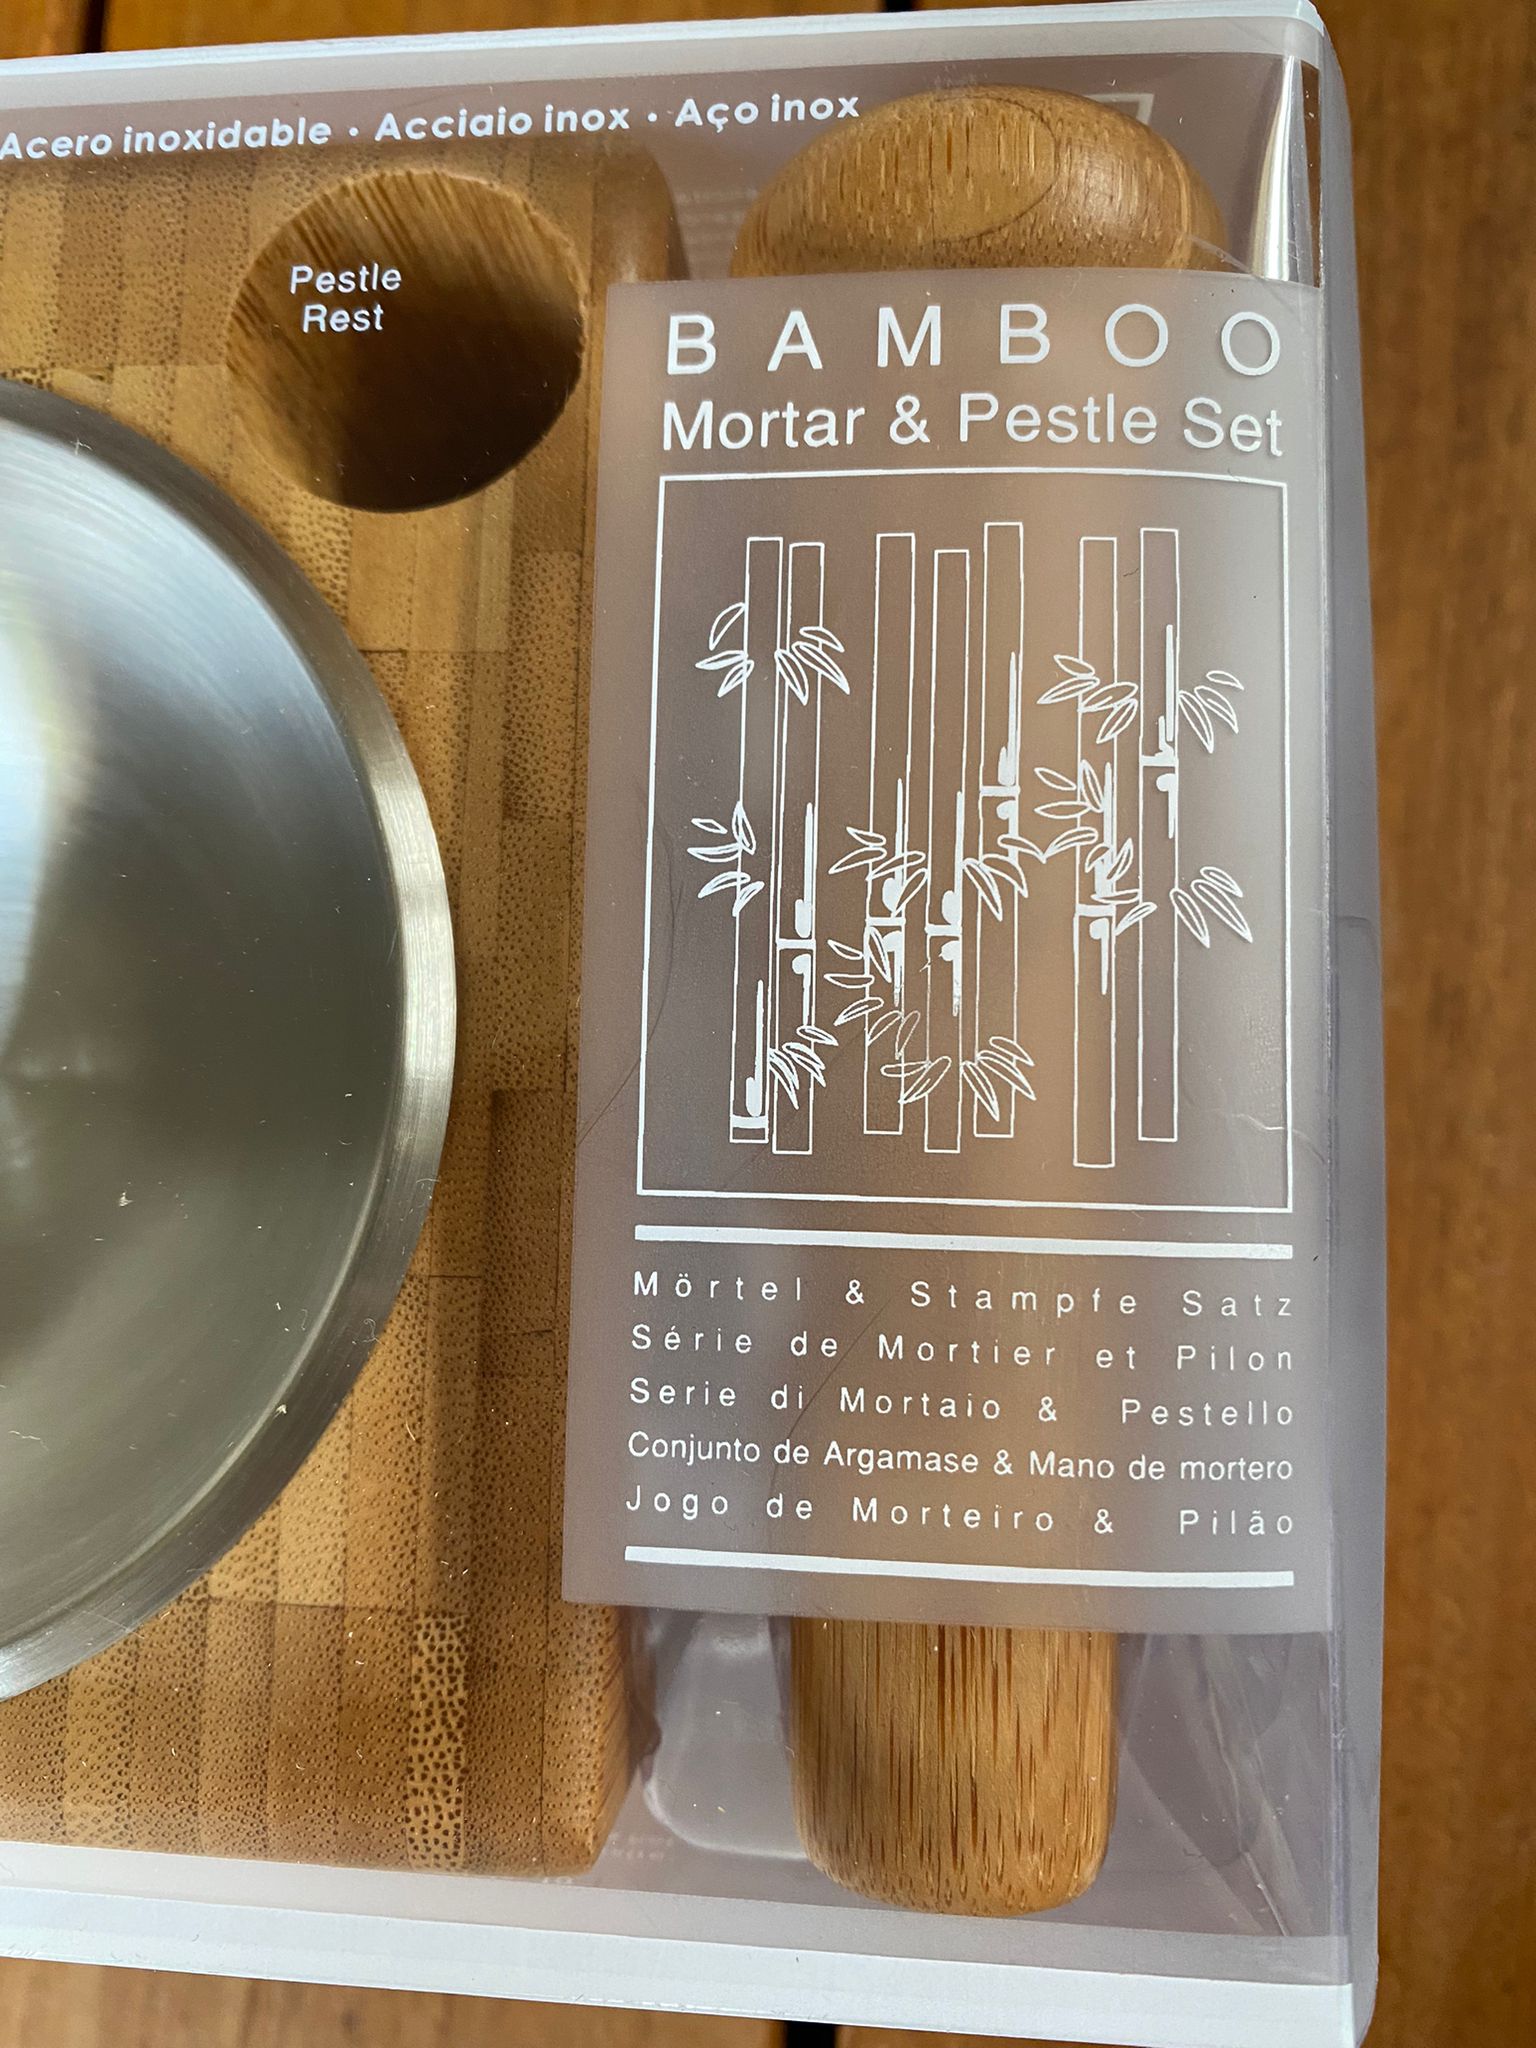 Acero inoxidable · Acciaio inox · Aço inox
Pestle
Rest
BAMBOO
Mortar & Pestle Set
Mörtel & Stampfe Satz
Série de Mortier et Pilon
Serie di Mortaio & Pestello
Conjunto de Argamase & Mano de mortero
Jogo de Morteiro & Pilão